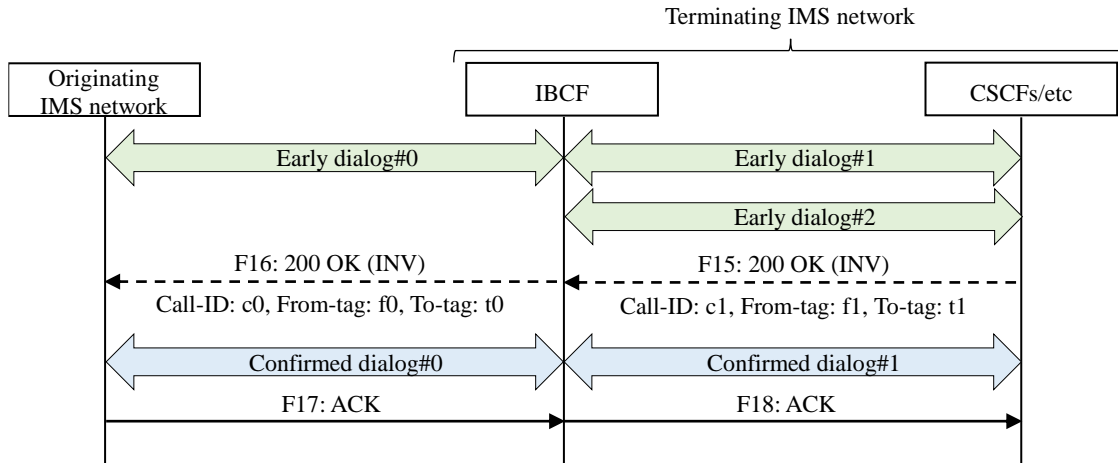 Terminating IMS network
Originating
IMS network
IBCF
CSCFs/etc
Early dialog#0
Early dialog#1
Early dialog#2
F16: 200 OK (INV)
F15: 200 OK (INV)
Call-ID: c0, From-tag: f0, To-tag: t0
Call-ID: c1, From-tag: f1, To-tag: t1
Confirmed dialog#0
Confirmed dialog#1
F17: ACK
F18: ACK